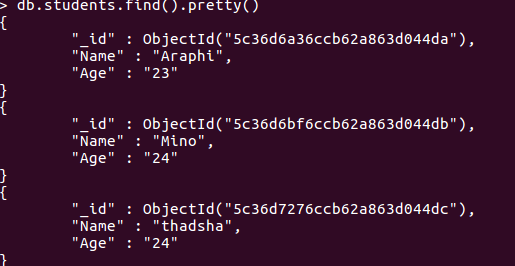 > db.students.find().pretty()
{
        "_id" : ObjectId("5c36d6a36ccb62a863d044da"),
        "Name" : "Araphi",
        "Age" : "23"
}
{
        "_id" : ObjectId("5c36d6bf6ccb62a863d044db"),
        "Name" : "Mino",
        "Age" : "24"
}
{
        "_id" : ObjectId("5c36d7276ccb62a863d044dc"),
        "Name" : "thadsha",
        "Age" : "24"
}